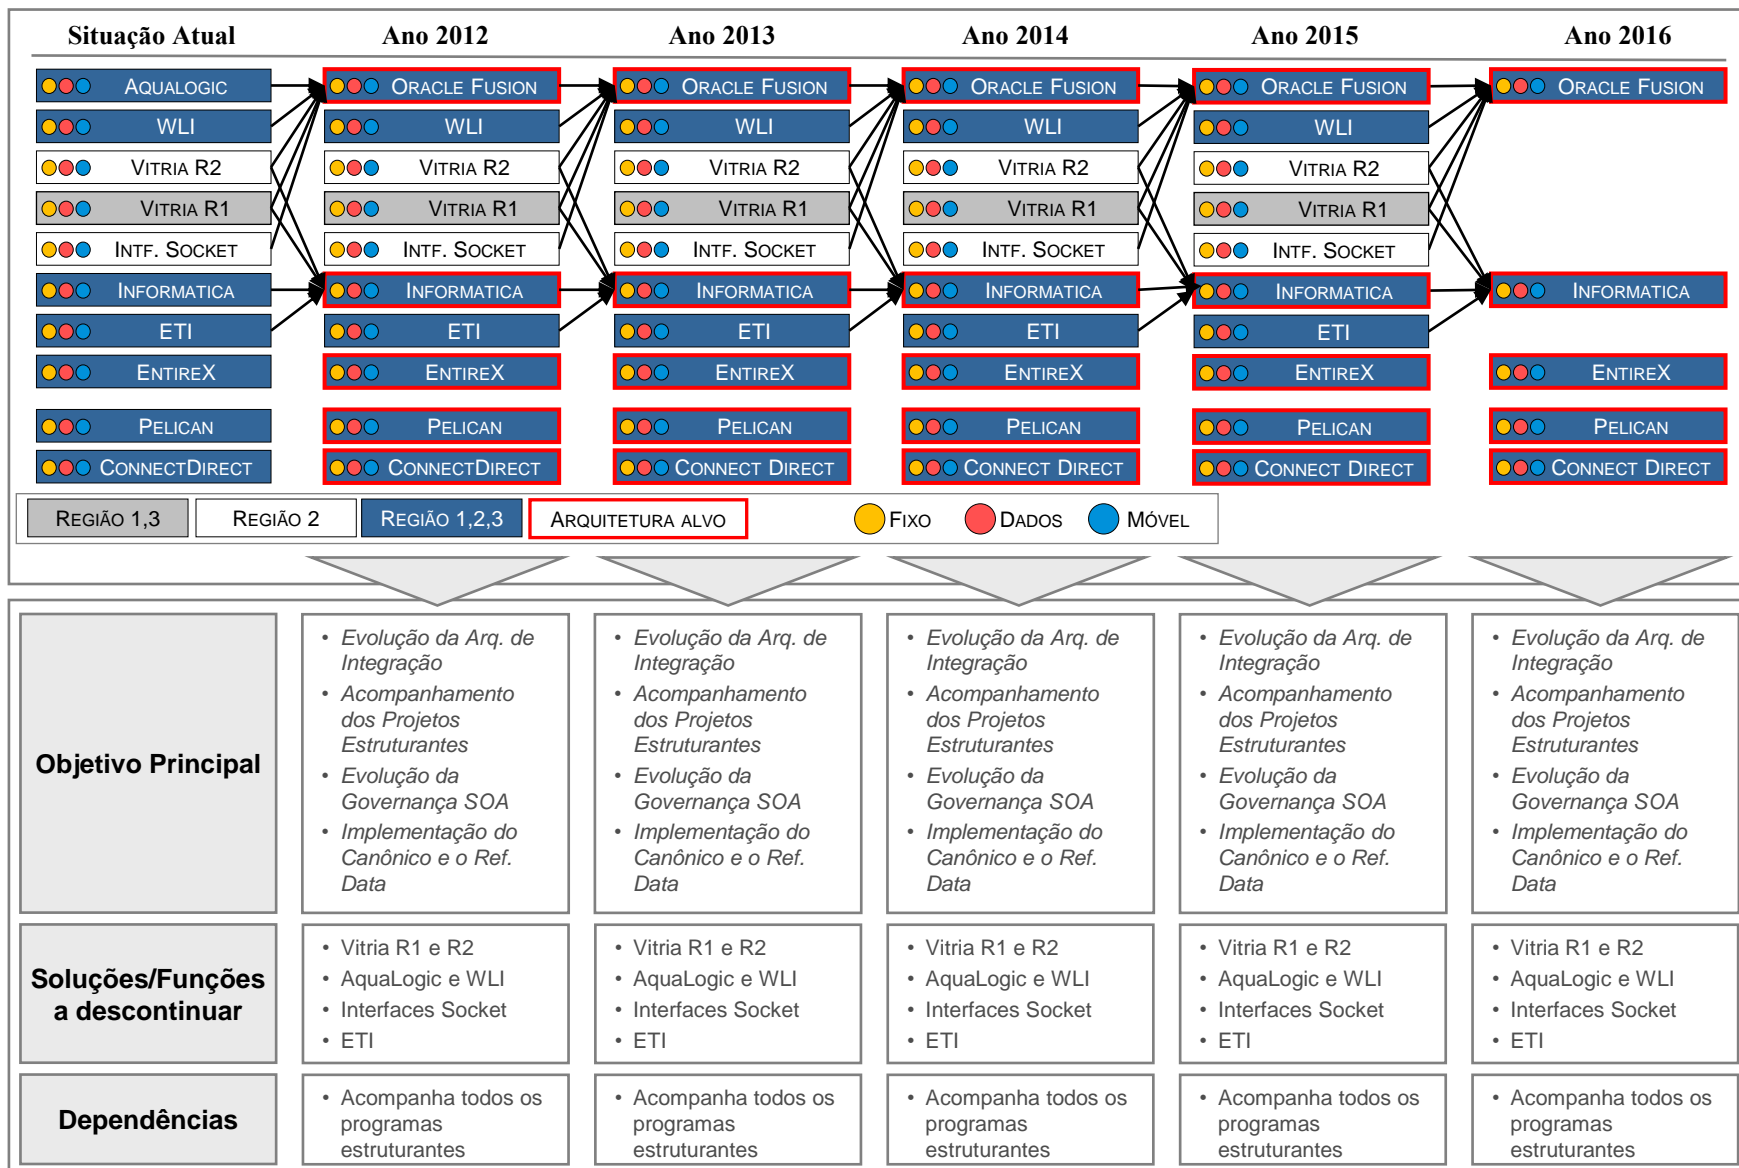 Situação Atual
Ano 2012
Ano 2013
Ano 2014
Ano 2015
Ano 2016
AQUALOGIC
ORACLE FUSION
ORACLE FUSION
ORACLE FUSION
ORACLE FUSION
ORACLE FUSION
WLI
WLI
WLI
WLI
WLI
VITRIA R2
VITRIA R2
VITRIA R2
VITRIA R2
VITRIA R2
VITRIA R1
VITRIA R1
VITRIA R1
VITRIA R1
VITRIA R1
INTF. SOCKET
INTF. SOCKET
INTF. SOCKET
INTF. SOCKET
INTF. SOCKET
INFORMATICA
INFORMATICA
INFORMATICA
INFORMATICA
INFORMATICA
INFORMATICA
ETI
ETI
ETI
ETI
ETI
ENTIREX
ENTIREX
ENTIREX
ENTIREX
ENTIREX
ENTIREX
PELICAN
PELICAN
PELICAN
PELICAN
PELICAN
PELICAN
CONNECTDIRECT
CONNECTDIRECT
CONNECT DIRECT
CONNECT DIRECT
CONNECT DIRECT
CONNECT DIRECT
REGIÃO 1,3
REGIÃO 2
REGIÃO 1,2,3
ARQUITETURA ALVO
FIXO
DADOS
MÓVEL
Objetivo Principal
• Evolução da Arq. de
Integração
• Acompanhamento
dos Projetos
Estruturantes
• Evolução da
Governança SOA
• Implementação do
Canônico e o Ref.
Data
• Evolução da Arq. de
Integração
• Acompanhamento
dos Projetos
Estruturantes
• Evolução da
Governança SOA
• Implementação do
Canônico e o Ref.
Data
• Evolução da Arq. de
Integração
• Acompanhamento
dos Projetos
Estruturantes
• Evolução da
Governança SOA
• Implementação do
Canônico e o Ref.
Data
• Evolução da Arq. de
Integração
• Acompanhamento
dos Projetos
Estruturantes
• Evolução da
Governança SOA
• Implementação do
Canônico e o Ref.
Data
• Evolução da Arq. de
Integração
• Acompanhamento
dos Projetos
Estruturantes
• Evolução da
Governança SOA
• Implementação do
Canônico e o Ref.
Data
Soluções/Funções
a descontinuar
• Vitria R1 e R2
• AquaLogic e WLI
• Interfaces Socket
• ETI
• Vitria R1 e R2
• AquaLogic e WLI
• Interfaces Socket
• ETI
• Vitria R1 e R2
• AquaLogic e WLI
• Interfaces Socket
• ETI
• Vitria R1 e R2
• AquaLogic e WLI
• Interfaces Socket
• ETI
• Vitria R1 e R2
• AquaLogic e WLI
• Interfaces Socket
• ETI
Dependências
• Acompanha todos os
programas
estruturantes
• Acompanha todos os
programas
estruturantes
• Acompanha todos os
programas
estruturantes
• Acompanha todos os
programas
estruturantes
• Acompanha todos os
programas
estruturantes